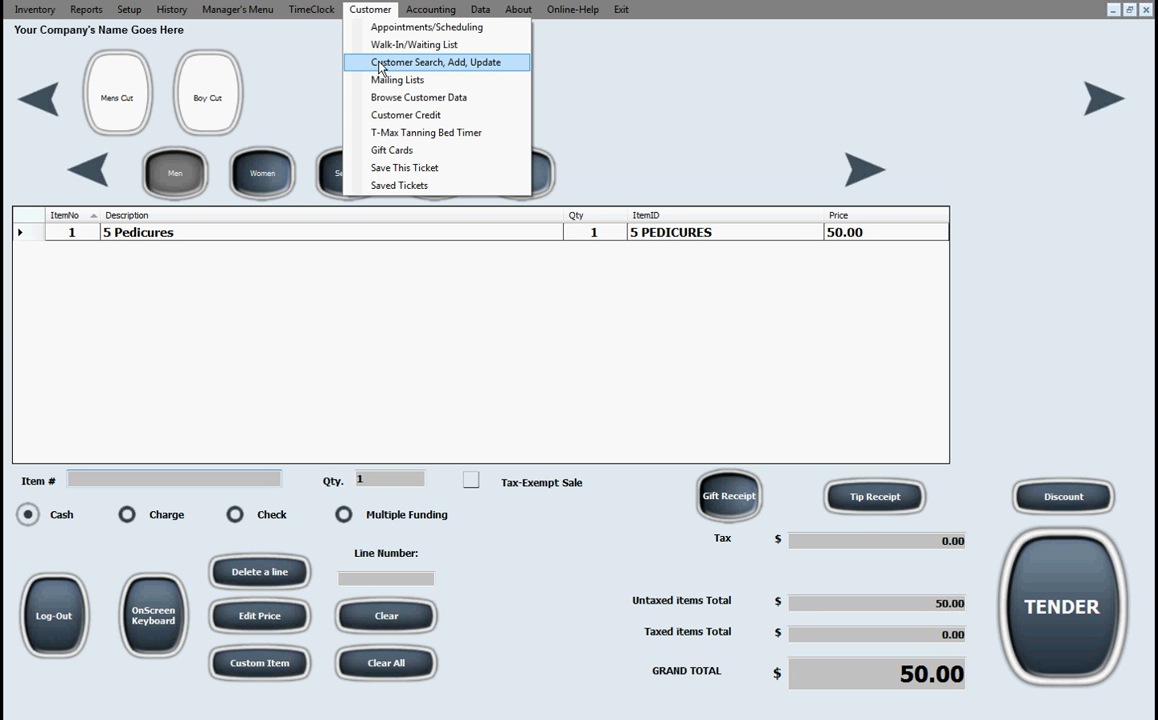 Inventory Reports Setup History Manager's Menu TimeClock Customer Accounting Data About Online-Help Exit
Your Company's Name Goes Here
Appointments/Scheduling
Walk-In/Waiting List
Customer Search, Add, Update
Mailing Lists
Browse Customer Data
Customer Credit
T-Max Tanning Bed Timer
Gift Cards
Save This Ticket
Saved Tickets
Mens Cut Boy Cut
Men Women
ItemNo Description Qty ItemID Price
1 5 Pedicures 1 5 PEDICURES 50.00
Item # Qty. 1 Tax-Exempt Sale Gift Receipt Tip Receipt Discount
Cash Charge Check Multiple Funding
Tax $ 0.00
Line Number:
Delete a line
Untaxed items Total $ 50.00
Log-Out OnScreen Keyboard Edit Price Clear TENDER
Taxed items Total $ 0.00
Custom Item Clear All
GRAND TOTAL $ 50.00